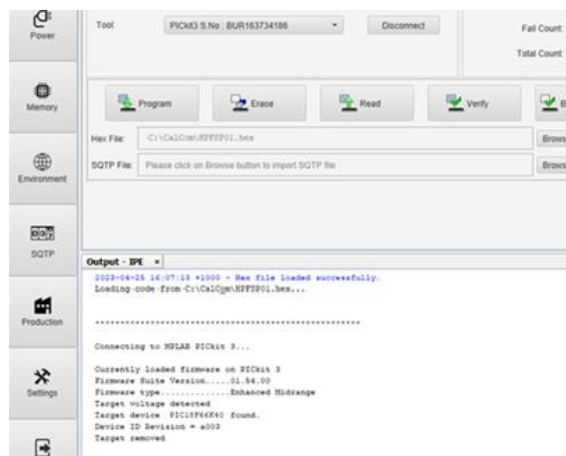 Power
Tool:
PICkit3 S.No : BUR163734186
Disconnect
Fail Count:
Total Count:
Memory
Program
Erase
Read
Verify
B
Hex File:
C:\CalCom\HPFSP01.hex
Brows
SQTP File:
Please click on Browse button to import SQTP file
Brows
Environment
SQTP
Output - IPE ×
2023-04-25 16:07:13 +1000 - Hex file loaded successfully.
Loading code from C:\CalCom\HPFSP01.hex...
*****************************************************
Connecting to MPLAB PICkit 3...
Currently loaded firmware on PICkit 3
Firmware Suite Version.....01.56.00
Firmware type..............Enhanced Midrange
Target voltage detected
Target device PIC18F66K40 found.
Device ID Revision = a003
Target removed
Production
Settings